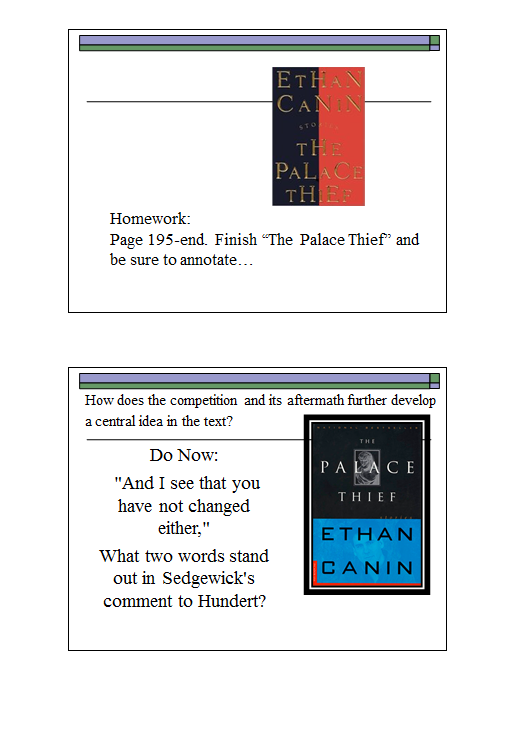 ETHAN
CANIN
STORIES
THE
PALACE
THIEF
Homework:
Page 195-end. Finish “The Palace Thief” and
be sure to annotate…
How does the competition and its aftermath further develop
a central idea in the text?
Do Now:
"And I see that you
have not changed
either,"
What two words stand
out in Sedgewick's
comment to Hundert?
NATIONAL BESTSELLER
THE
PALACE
THIEF
ETHAN
CANIN